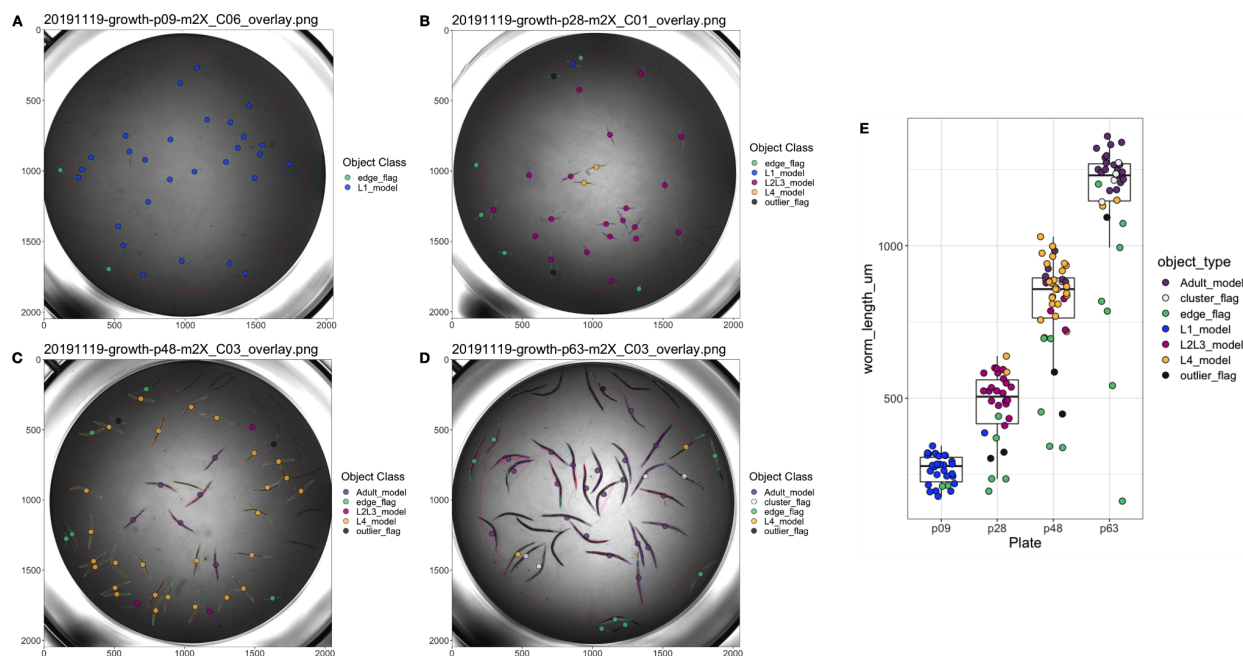 A
20191119-growth-p09-m2X_C06_overlay.png
0
500
1000
1500
2000
0 500 1000 1500 2000
Object Class
edge_flag
L1_model
B
20191119-growth-p28-m2X_C01_overlay.png
0
500
1000
1500
2000
0 500 1000 1500 2000
Object Class
edge_flag
L1_model
L2L3_model
L4_model
outlier_flag
C
20191119-growth-p48-m2X_C03_overlay.png
0
500
1000
1500
2000
0 500 1000 1500 2000
Object Class
Adult_model
edge_flag
L2L3_model
L4_model
outlier_flag
D
20191119-growth-p63-m2X_C03_overlay.png
0
500
1000
1500
2000
0 500 1000 1500 2000
Object Class
Adult_model
cluster_flag
edge_flag
L4_model
outlier_flag
E
worm_length_um
1000
500
p09 p28 p48 p63
Plate
object_type
Adult_model
cluster_flag
edge_flag
L1_model
L2L3_model
L4_model
outlier_flag